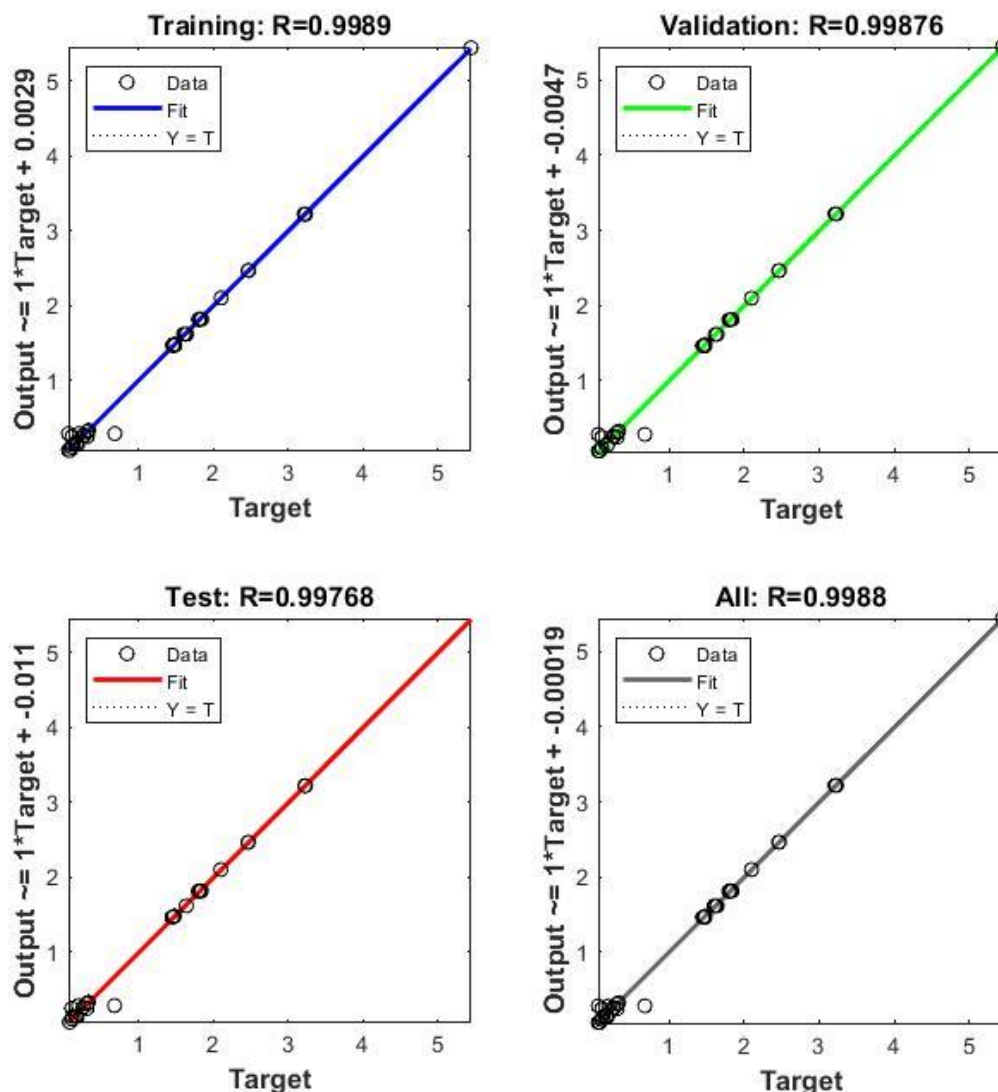 Training: R=0.9989
Output ~= 1*Target + 0.0029
Data
Fit
Y = T
5
4
3
2
1
1 2 3 4 5
Target
Validation: R=0.99876
Output ~= 1*Target + -0.0047
Data
Fit
Y = T
5
4
3
2
1
1 2 3 4 5
Target
Test: R=0.99768
Output ~= 1*Target + -0.011
Data
Fit
Y = T
5
4
3
2
1
1 2 3 4 5
Target
All: R=0.9988
Output ~= 1*Target + -0.00019
Data
Fit
Y = T
5
4
3
2
1
1 2 3 4 5
Target